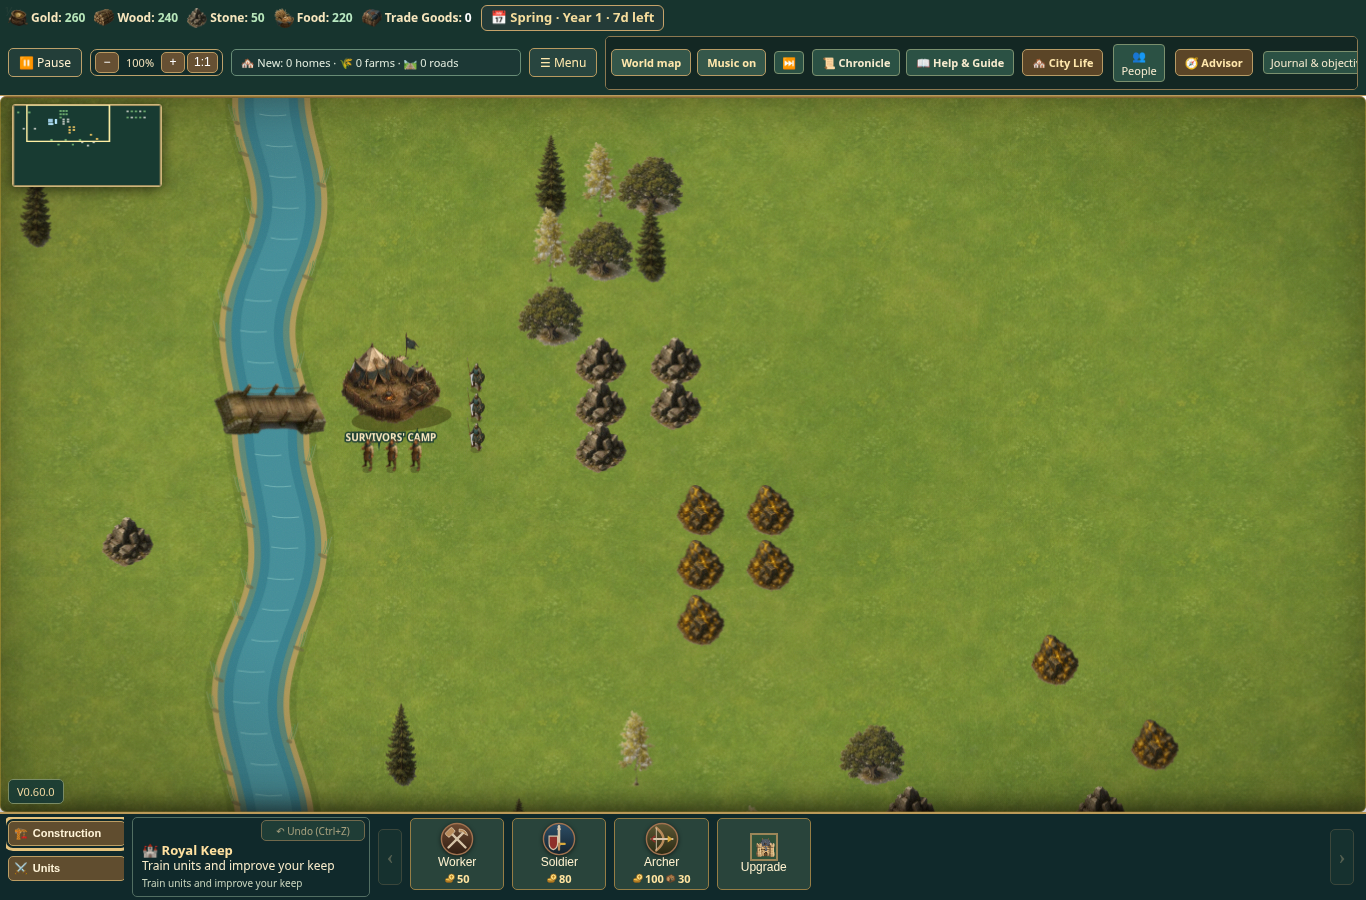 Gold: 260 Wood: 240 Stone: 50 Food: 220 Trade Goods: 0 Spring · Year 1 · 7d left
Pause − 100% + 1:1 New: 0 homes · 0 farms · 0 roads ☰ Menu World map Music on Chronicle Help & Guide City Life People Advisor Journal & objecti
SURVIVORS' CAMP
V0.60.0
Construction
Units
↶ Undo (Ctrl+Z)
Royal Keep
Train units and improve your keep
Train units and improve your keep
‹
Worker
50
Soldier
80
Archer
100 30
Upgrade
›